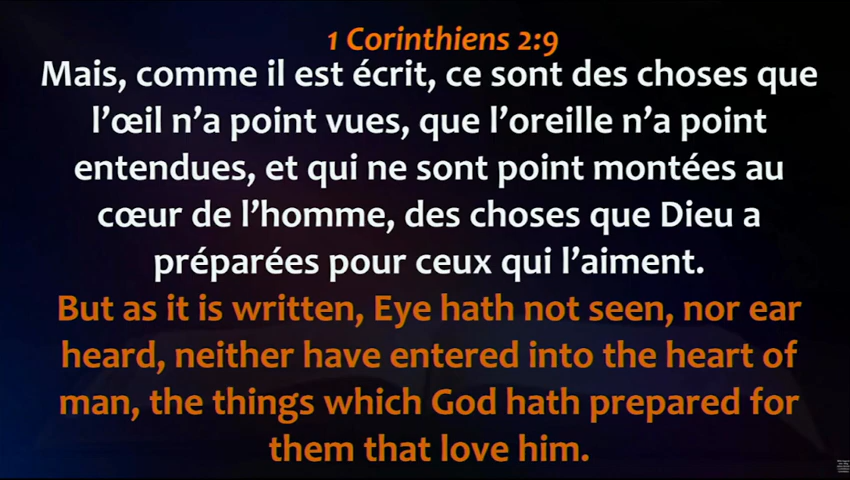 1 Corinthiens 2:9
Mais, comme il est écrit, ce sont des choses que
l’œil n’a point vues, que l’oreille n’a point
entendues, et qui ne sont point montées au
cœur de l’homme, des choses que Dieu a
préparées pour ceux qui l’aiment.
But as it is written, Eye hath not seen, nor ear
heard, neither have entered into the heart of
man, the things which God hath prepared for
them that love him.